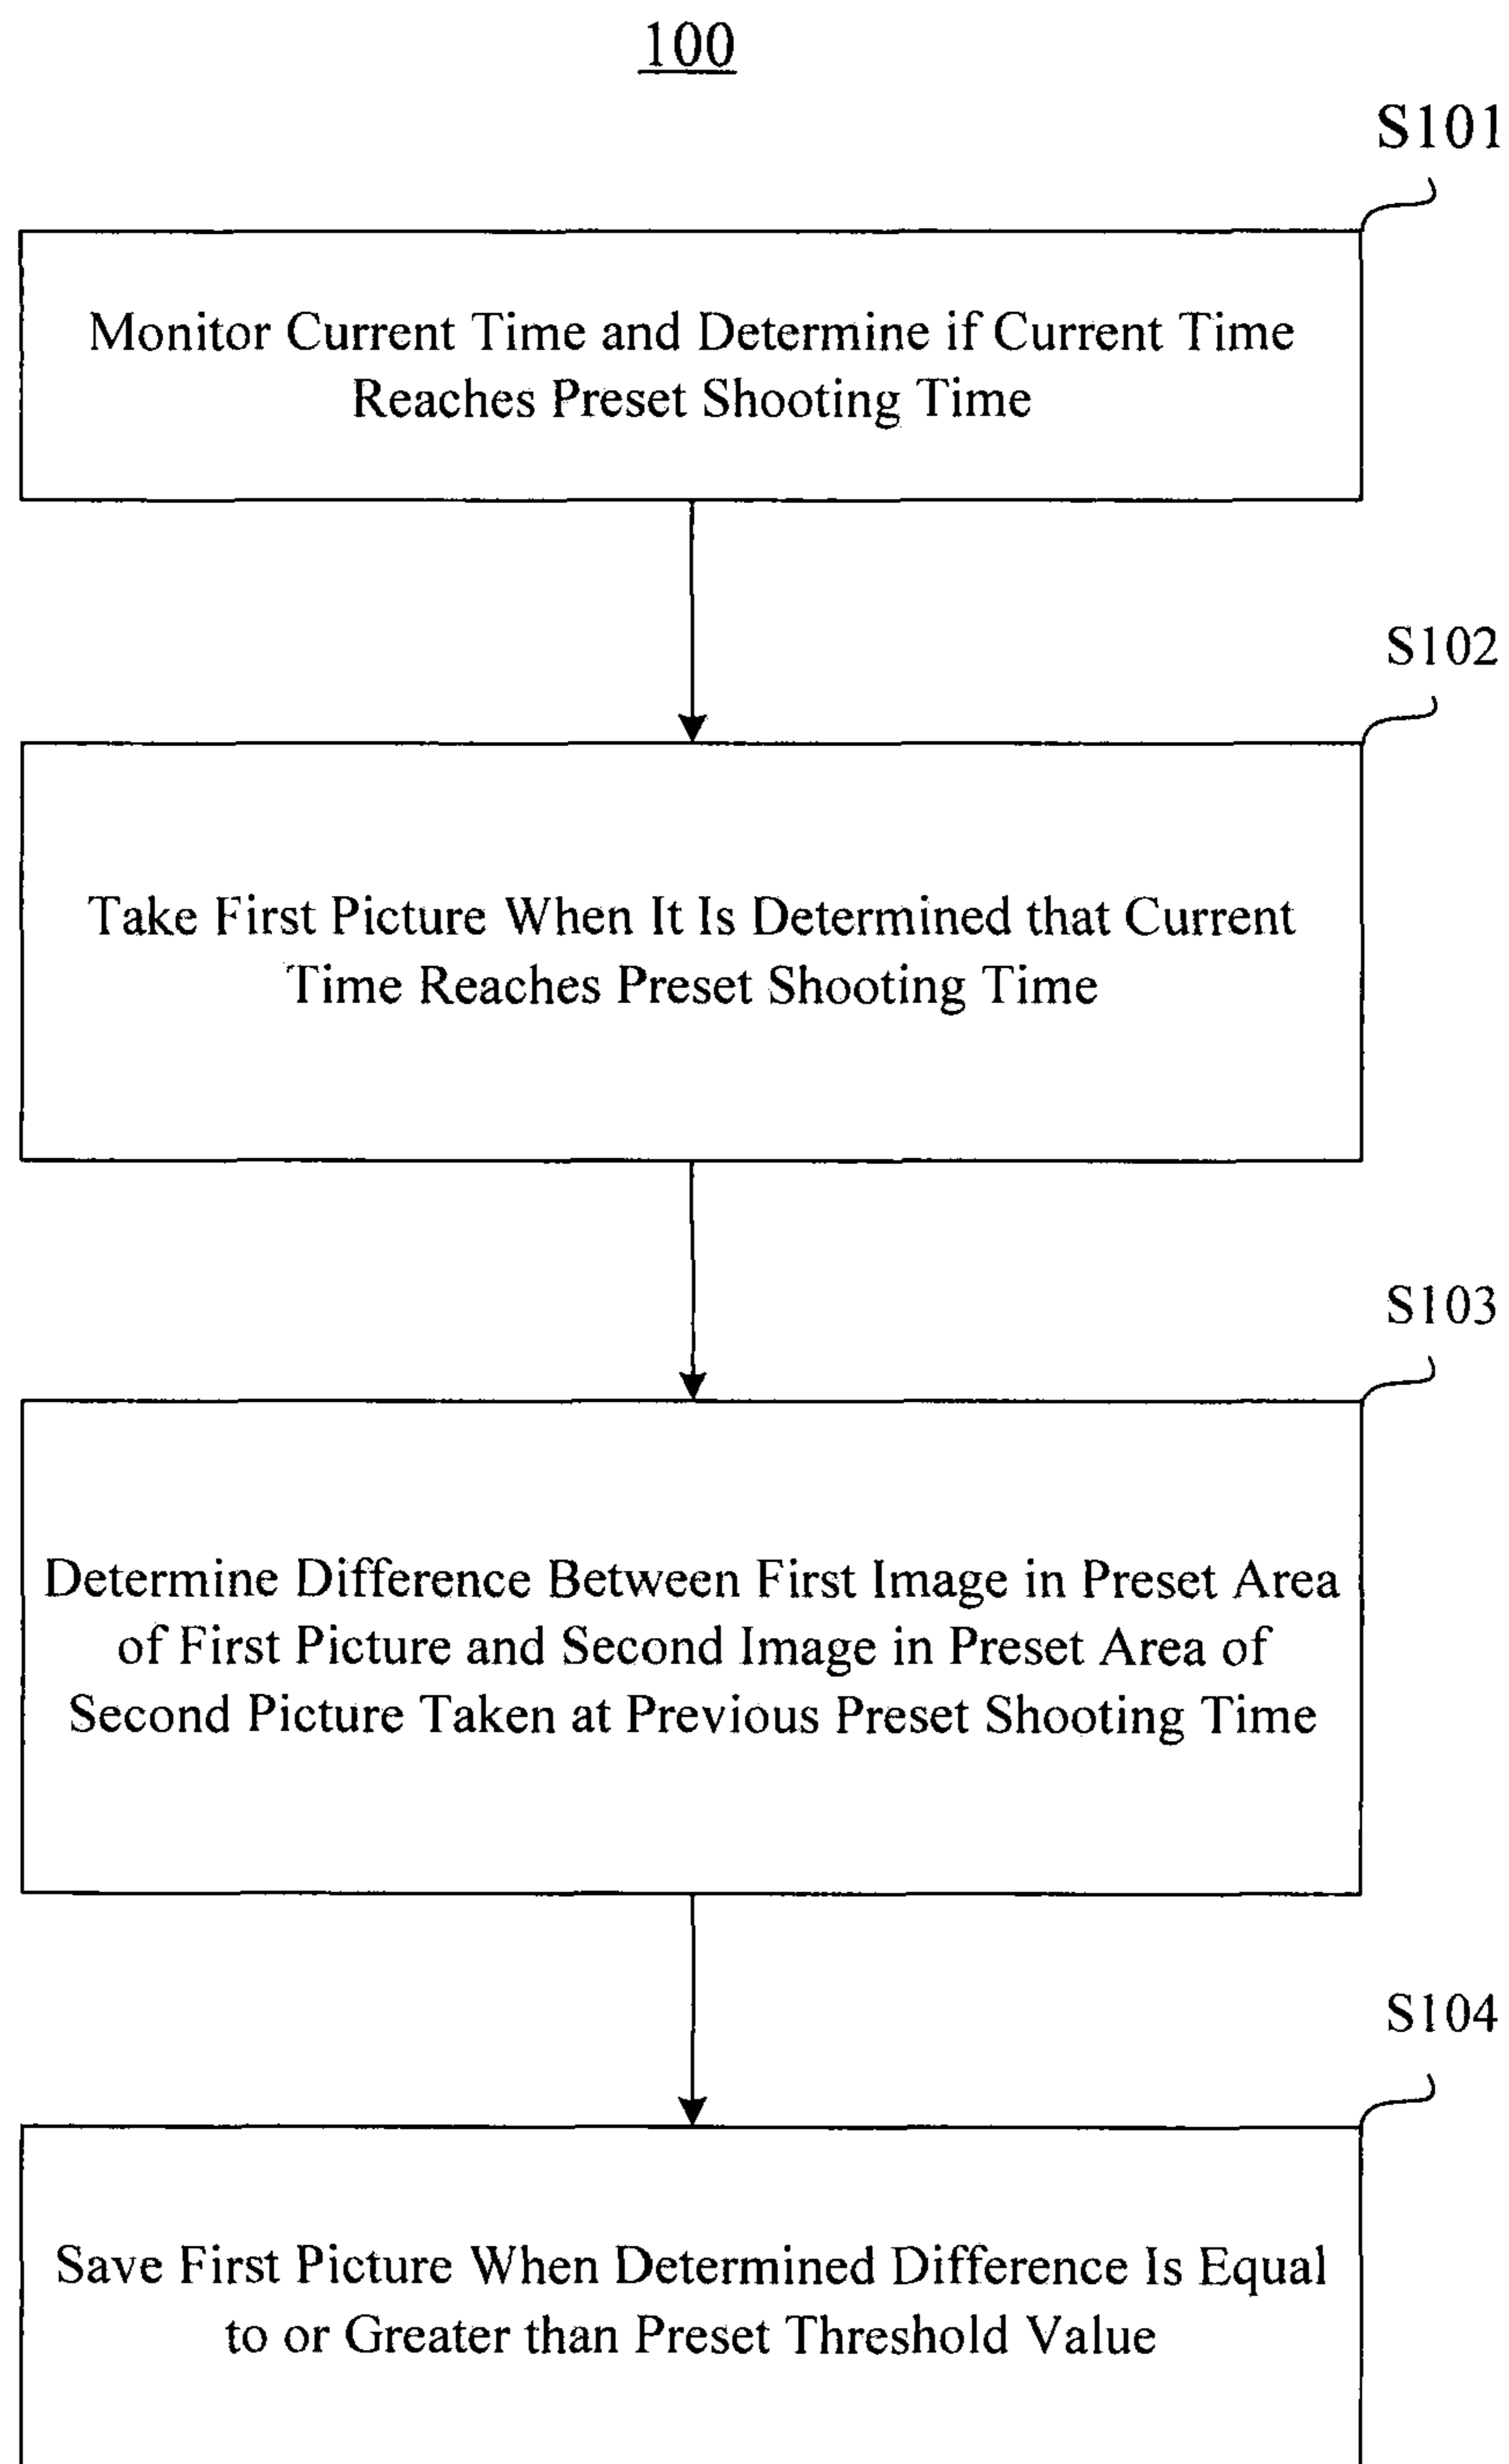 100
S101
Monitor Current Time and Determine if Current Time
Reaches Preset Shooting Time
S102
Take First Picture When It Is Determined that Current
Time Reaches Preset Shooting Time
S103
Determine Difference Between First Image in Preset Area
of First Picture and Second Image in Preset Area of
Second Picture Taken at Previous Preset Shooting Time
S104
Save First Picture When Determined Difference Is Equal
to or Greater than Preset Threshold Value